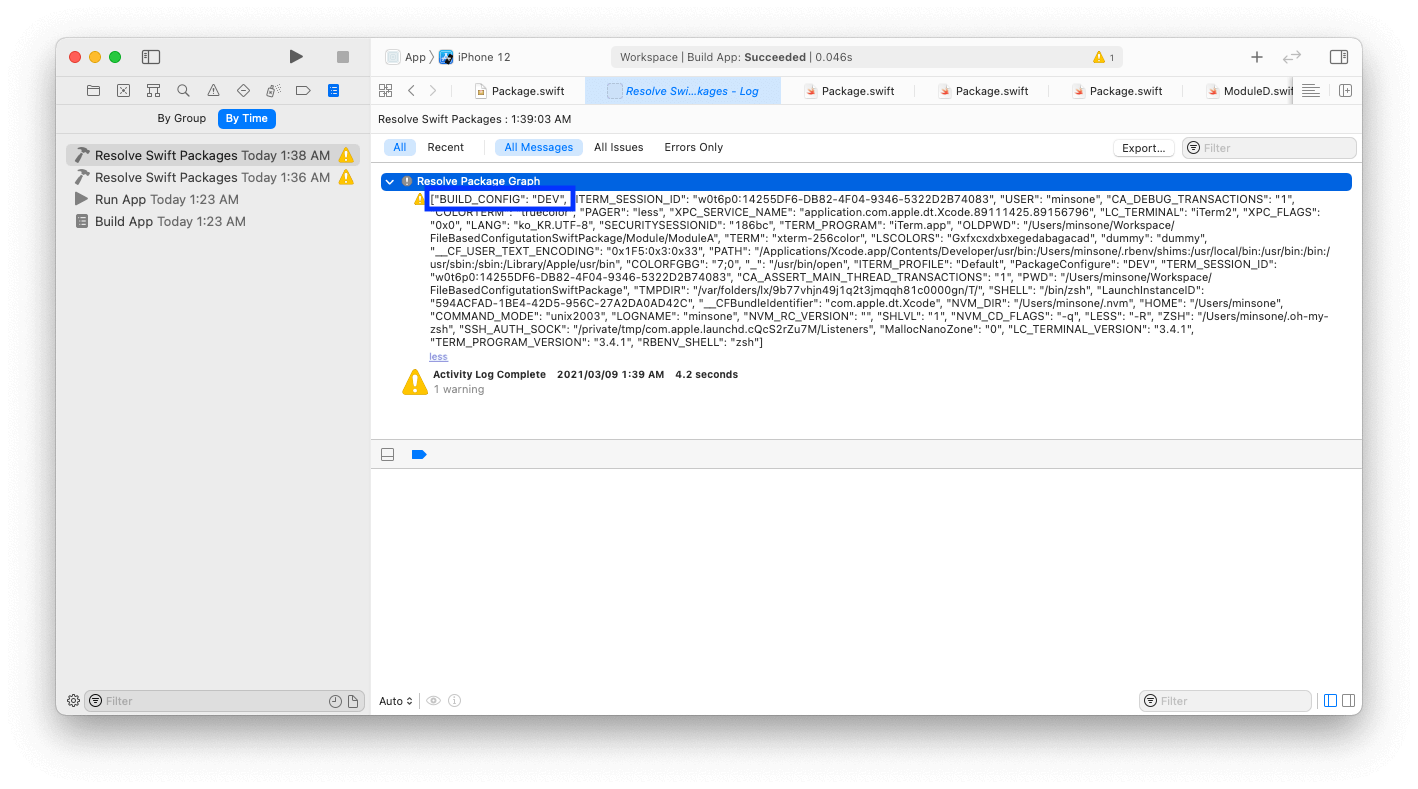 App 〉 iPhone 12
Workspace | Build App: Succeeded | 0.046s
1
Package.swift
Resolve Swi...kages - Log
Package.swift
Package.swift
Package.swift
ModuleD.swif
By Group
By Time
Resolve Swift Packages : 1:39:03 AM
All
Recent
All Messages
All Issues
Errors Only
Export...
Filter
Resolve Swift Packages Today 1:38 AM
Resolve Swift Packages Today 1:36 AM
Run App Today 1:23 AM
Build App Today 1:23 AM
Resolve Package Graph
["BUILD_CONFIG": "DEV", "ITERM_SESSION_ID": "w0t6p0:14255DF6-DB82-4F04-9346-5322D2B74083", "USER": "minsone", "CA_DEBUG_TRANSACTIONS": "1",
"COLORTERM": "truecolor", "PAGER": "less", "XPC_SERVICE_NAME": "application.com.apple.dt.Xcode.89111425.89156796", "LC_TERMINAL": "iTerm2", "XPC_FLAGS":
"0x0", "LANG": "ko_KR.UTF-8", "SECURITYSESSIONID": "186bc", "TERM_PROGRAM": "iTerm.app", "OLDPWD": "/Users/minsone/Workspace/
FileBasedConfigutationSwiftPackage/Module/ModuleA", "TERM": "xterm-256color", "LSCOLORS": "Gxfxcxdxbxegedabagacad", "dummy": "dummy",
"__CF_USER_TEXT_ENCODING": "0x1F5:0x3:0x33", "PATH": "/Applications/Xcode.app/Contents/Developer/usr/bin:/Users/minsone/.rbenv/shims:/usr/local/bin:/usr/bin:/bin:/
usr/sbin:/sbin:/Library/Apple/usr/bin", "COLORFGBG": "7;0", "_": "/usr/bin/open", "ITERM_PROFILE": "Default", "PackageConfigure": "DEV", "TERM_SESSION_ID":
"w0t6p0:14255DF6-DB82-4F04-9346-5322D2B74083", "CA_ASSERT_MAIN_THREAD_TRANSACTIONS": "1", "PWD": "/Users/minsone/Workspace/
FileBasedConfigutationSwiftPackage", "TMPDIR": "/var/folders/lx/9b77vhjn49j1q2t3jmqqh81c0000gn/T/", "SHELL": "/bin/zsh", "LaunchInstanceID":
"594ACFAD-1BE4-42D5-956C-27A2DA0AD42C", "__CFBundleIdentifier": "com.apple.dt.Xcode", "NVM_DIR": "/Users/minsone/.nvm", "HOME": "/Users/minsone",
"COMMAND_MODE": "unix2003", "LOGNAME": "minsone", "NVM_RC_VERSION": "", "SHLVL": "1", "NVM_CD_FLAGS": "-q", "LESS": "-R", "ZSH": "/Users/minsone/.oh-my-
zsh", "SSH_AUTH_SOCK": "/private/tmp/com.apple.launchd.cQcS2rZu7M/Listeners", "MallocNanoZone": "0", "LC_TERMINAL_VERSION": "3.4.1",
"TERM_PROGRAM_VERSION": "3.4.1", "RBENV_SHELL": "zsh"]
less
Activity Log Complete 2021/03/09 1:39 AM 4.2 seconds
1 warning
Filter
Auto
Filter